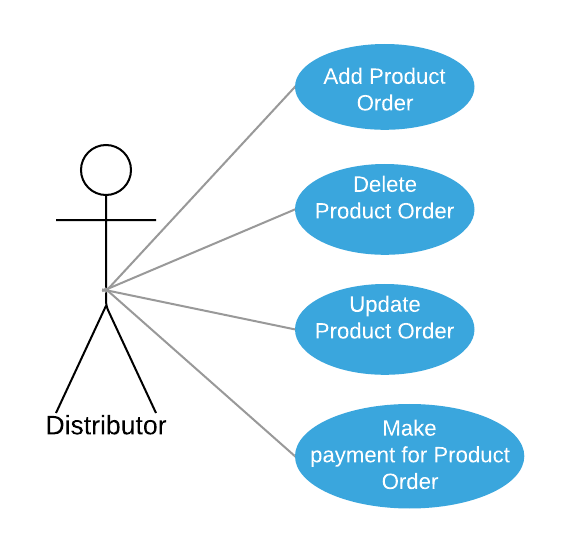 Add Product
Order
Delete
Product Order
Update
Product Order
Make
payment for Product
Order
Distributor